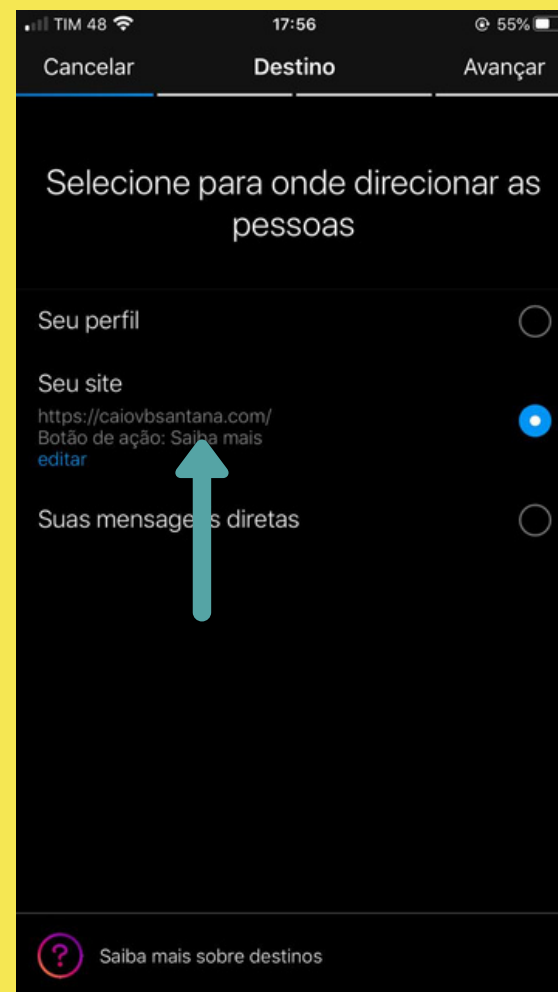 TIM 48 17:56 55%
Cancelar Destino Avançar
Selecione para onde direcionar as
pessoas
Seu perfil
Seu site
https://caiovbsantana.com/
Botão de ação: Saiba mais
editar
Suas mensagens diretas
? Saiba mais sobre destinos